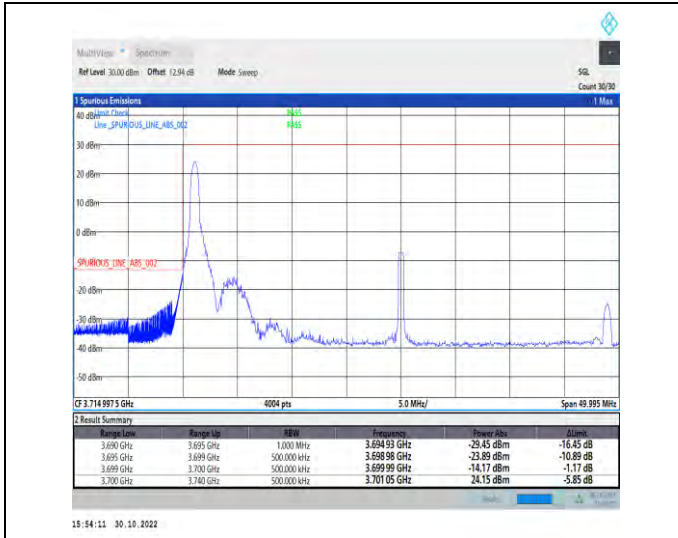 MultiView Spectrum
Ref Level 30.00 dBm Offset 12.94 dB Mode Sweep SGL
Count 30/30
1 Spurious Emissions 1 Max
40 dBm Limit Check PASS
Line _SPURIOUS_LINE_ABS_002 PASS
30 dBm
20 dBm
10 dBm
0 dBm
_SPURIOUS_LINE_ABS_002
-20 dBm
-30 dBm
-40 dBm
-50 dBm
CF 3.714 997 5 GHz 4004 pts 5.0 MHz/ Span 49.995 MHz
2 Result Summary
Range Low Range Up RBW Frequency Power Abs ΔLimit
3.690 GHz 3.695 GHz 1.000 MHz 3.694 93 GHz -29.45 dBm -16.45 dB
3.695 GHz 3.699 GHz 500.000 kHz 3.698 98 GHz -23.89 dBm -10.89 dB
3.699 GHz 3.700 GHz 500.000 kHz 3.699 99 GHz -14.17 dBm -1.17 dB
3.700 GHz 3.740 GHz 500.000 kHz 3.701 05 GHz 24.15 dBm -5.85 dB
15:54:11 30.10.2022